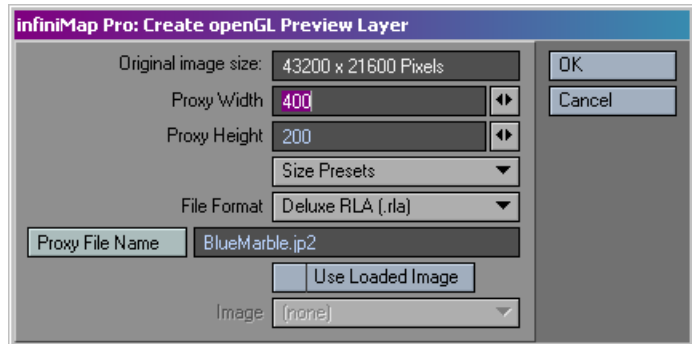 infiniMap Pro: Create openGL Preview Layer
Original image size: 43200 x 21600 Pixels
OK
Proxy Width 400
Cancel
Proxy Height 200
Size Presets
File Format Deluxe RLA (.rla)
Proxy File Name BlueMarble.jp2
Use Loaded Image
Image (none)